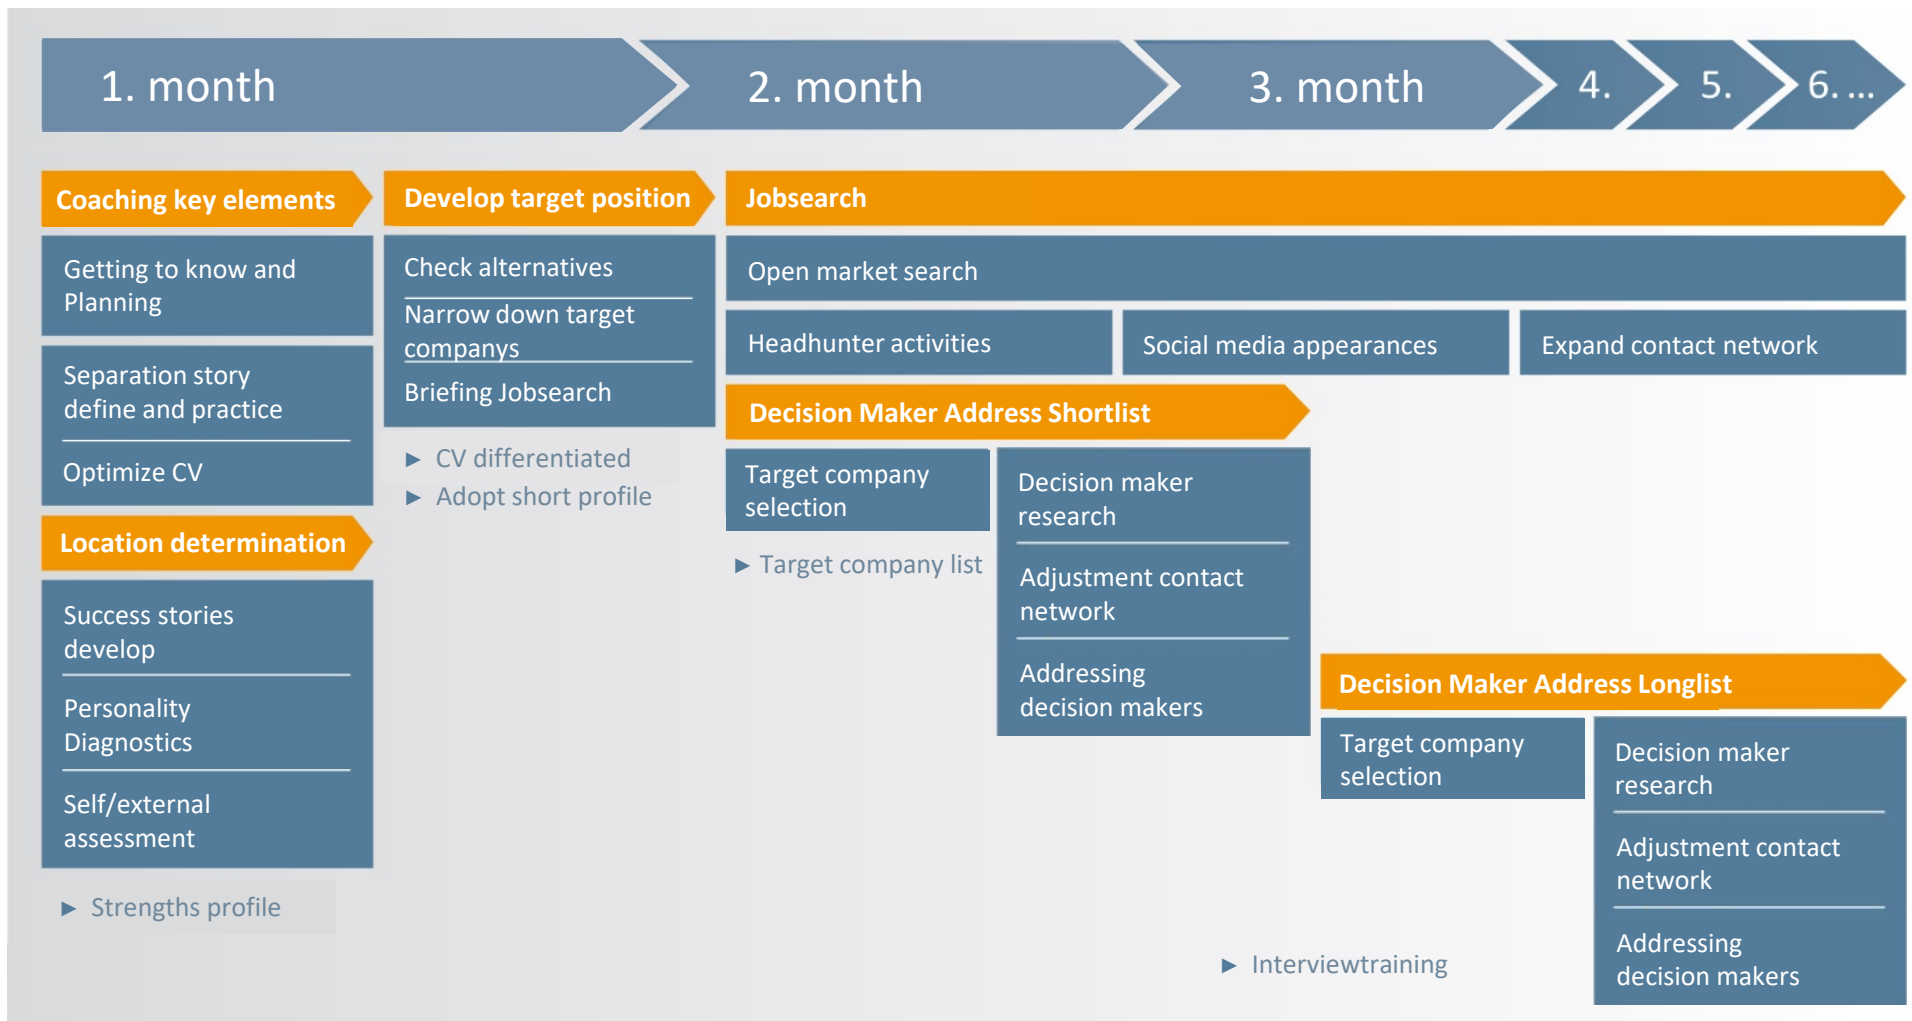 1. month
2. month
3. month
4.
5.
6. ...
Coaching key elements
Getting to know and
Planning
Separation story
define and practice
Optimize CV
Location determination
Success stories
develop
Personality
Diagnostics
Self/external
assessment
► Strengths profile
Develop target position
Check alternatives
Narrow down target
companys
Briefing Jobsearch
► CV differentiated
► Adopt short profile
Jobsearch
Open market search
Headhunter activities
Social media appearances
Expand contact network
Decision Maker Address Shortlist
Target company
selection
► Target company list
Decision maker
research
Adjustment contact
network
Addressing
decision makers
Decision Maker Address Longlist
Target company
selection
Decision maker
research
Adjustment contact
network
Addressing
decision makers
► Interviewtraining